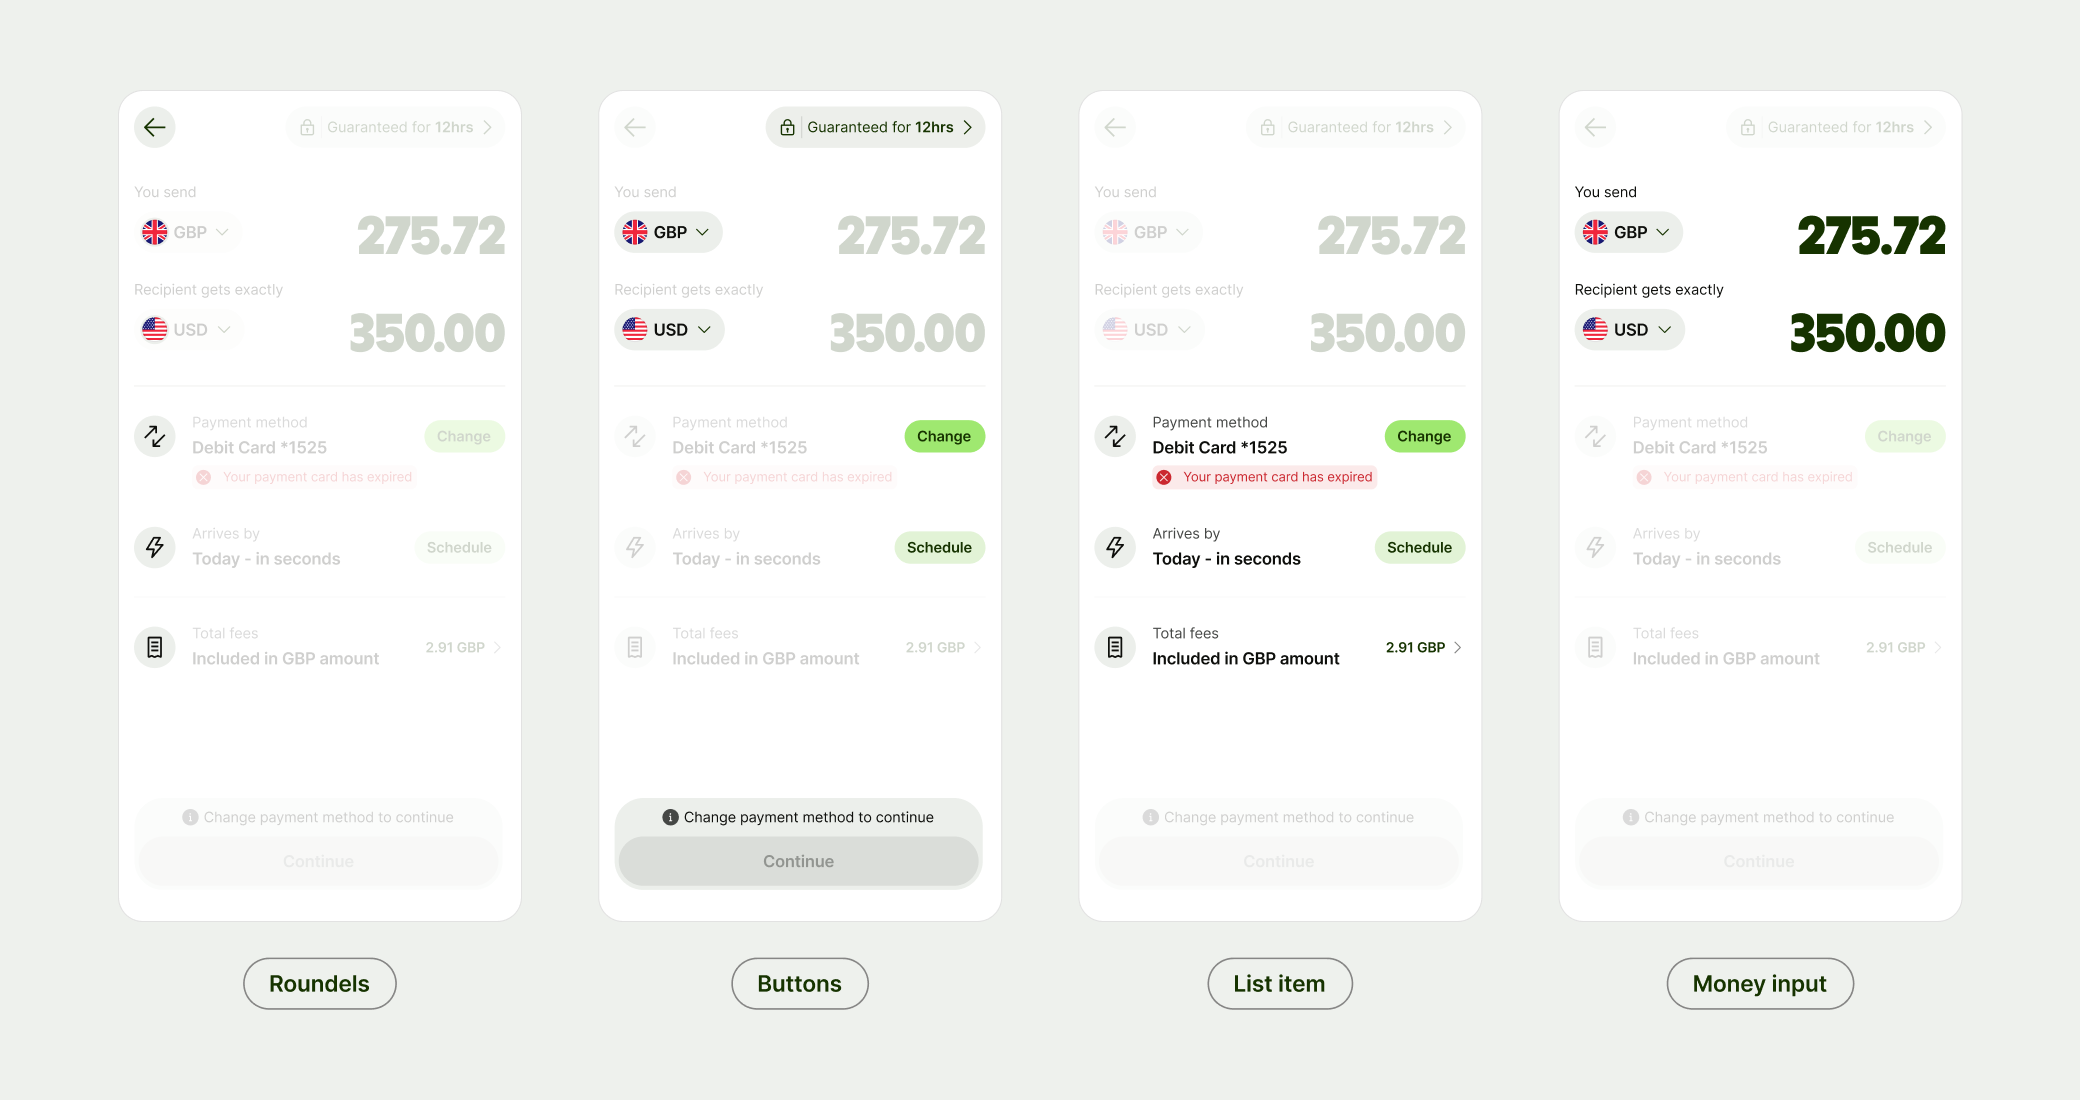 Guaranteed for 12hrs
You send
GBP
275.72
Recipient gets exactly
USD
350.00
Payment method
Debit Card *1525
Change
Your payment card has expired
Arrives by
Today - in seconds
Schedule
Total fees
Included in GBP amount
2.91 GBP
Change payment method to continue
Continue
Roundels
Guaranteed for 12hrs
You send
GBP
275.72
Recipient gets exactly
USD
350.00
Payment method
Debit Card *1525
Change
Your payment card has expired
Arrives by
Today - in seconds
Schedule
Total fees
Included in GBP amount
2.91 GBP
Change payment method to continue
Continue
Buttons
Guaranteed for 12hrs
You send
GBP
275.72
Recipient gets exactly
USD
350.00
Payment method
Debit Card *1525
Change
Your payment card has expired
Arrives by
Today - in seconds
Schedule
Total fees
Included in GBP amount
2.91 GBP
Change payment method to continue
Continue
List item
Guaranteed for 12hrs
You send
GBP
275.72
Recipient gets exactly
USD
350.00
Payment method
Debit Card *1525
Change
Your payment card has expired
Arrives by
Today - in seconds
Schedule
Total fees
Included in GBP amount
2.91 GBP
Change payment method to continue
Continue
Money input